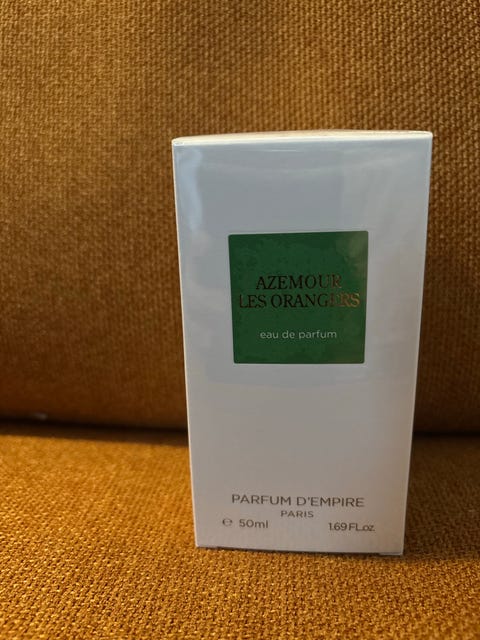 AZEMOUR
LES ORANGERS
eau de parfum
PARFUM D'EMPIRE
PARIS
℮ 50ml 1.69 FL.oz.